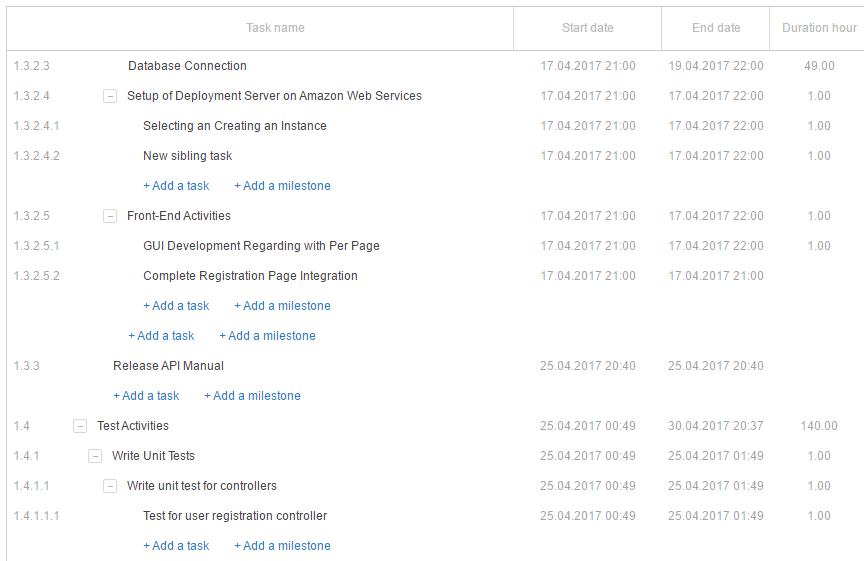 Task name Start date End date Duration hour
1.3.2.3 Database Connection 17.04.2017 21:00 19.04.2017 22:00 49.00
1.3.2.4 Setup of Deployment Server on Amazon Web Services 17.04.2017 21:00 17.04.2017 22:00 1.00
1.3.2.4.1 Selecting an Creating an Instance 17.04.2017 21:00 17.04.2017 22:00 1.00
1.3.2.4.2 New sibling task 17.04.2017 21:00 17.04.2017 22:00 1.00
+ Add a task + Add a milestone
1.3.2.5 Front-End Activities 17.04.2017 21:00 17.04.2017 22:00 1.00
1.3.2.5.1 GUI Development Regarding with Per Page 17.04.2017 21:00 17.04.2017 22:00 1.00
1.3.2.5.2 Complete Registration Page Integration 17.04.2017 21:00 17.04.2017 21:00
+ Add a task + Add a milestone
+ Add a task + Add a milestone
1.3.3 Release API Manual 25.04.2017 20:40 25.04.2017 20:40
+ Add a task + Add a milestone
1.4 Test Activities 25.04.2017 00:49 30.04.2017 20:37 140.00
1.4.1 Write Unit Tests 25.04.2017 00:49 25.04.2017 01:49 1.00
1.4.1.1 Write unit test for controllers 25.04.2017 00:49 25.04.2017 01:49 1.00
1.4.1.1.1 Test for user registration controller 25.04.2017 00:49 25.04.2017 01:49 1.00
+ Add a task + Add a milestone